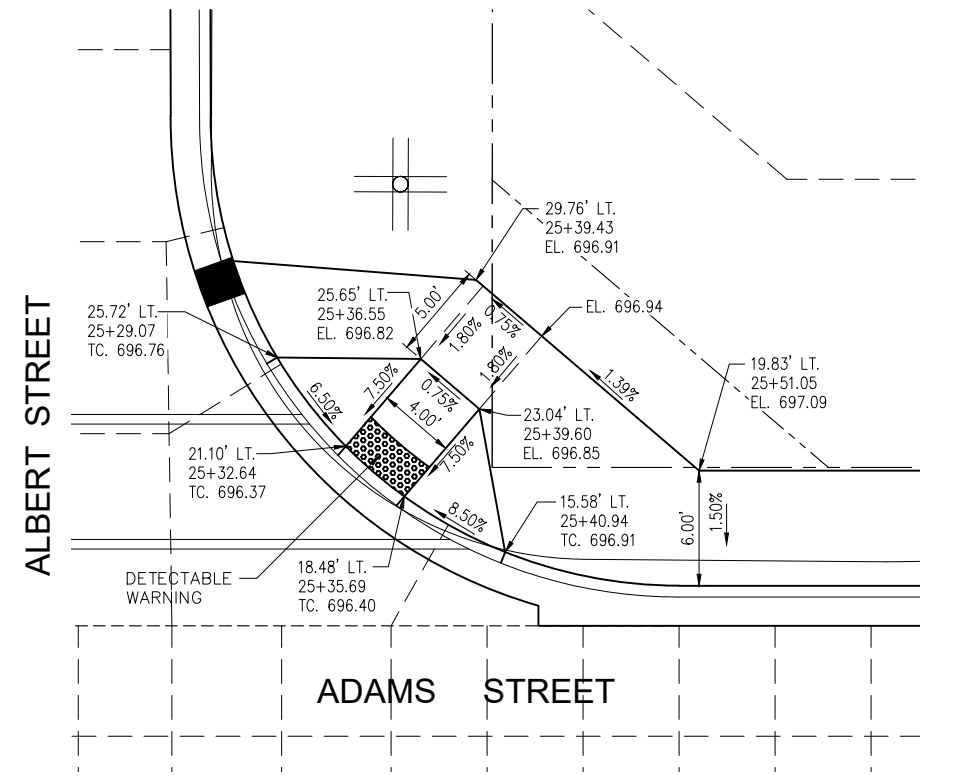 29.76' LT.
25+39.43
EL. 696.91
25.65' LT.
25+36.55
EL. 696.82
5.00'
0.75%
EL. 696.94
25.72' LT.
25+29.07
TC. 696.76
1.80%
1.80%
1.39%
19.83' LT.
25+51.05
EL. 697.09
6.50%
7.50%
0.75%
4.00'
23.04' LT.
25+39.60
EL. 696.85
7.50%
21.10' LT.
25+32.64
TC. 696.37
8.50%
15.58' LT.
25+40.94
TC. 696.91
6.00'
1.50%
18.48' LT.
25+35.69
TC. 696.40
DETECTABLE
WARNING
ALBERT STREET
ADAMS STREET